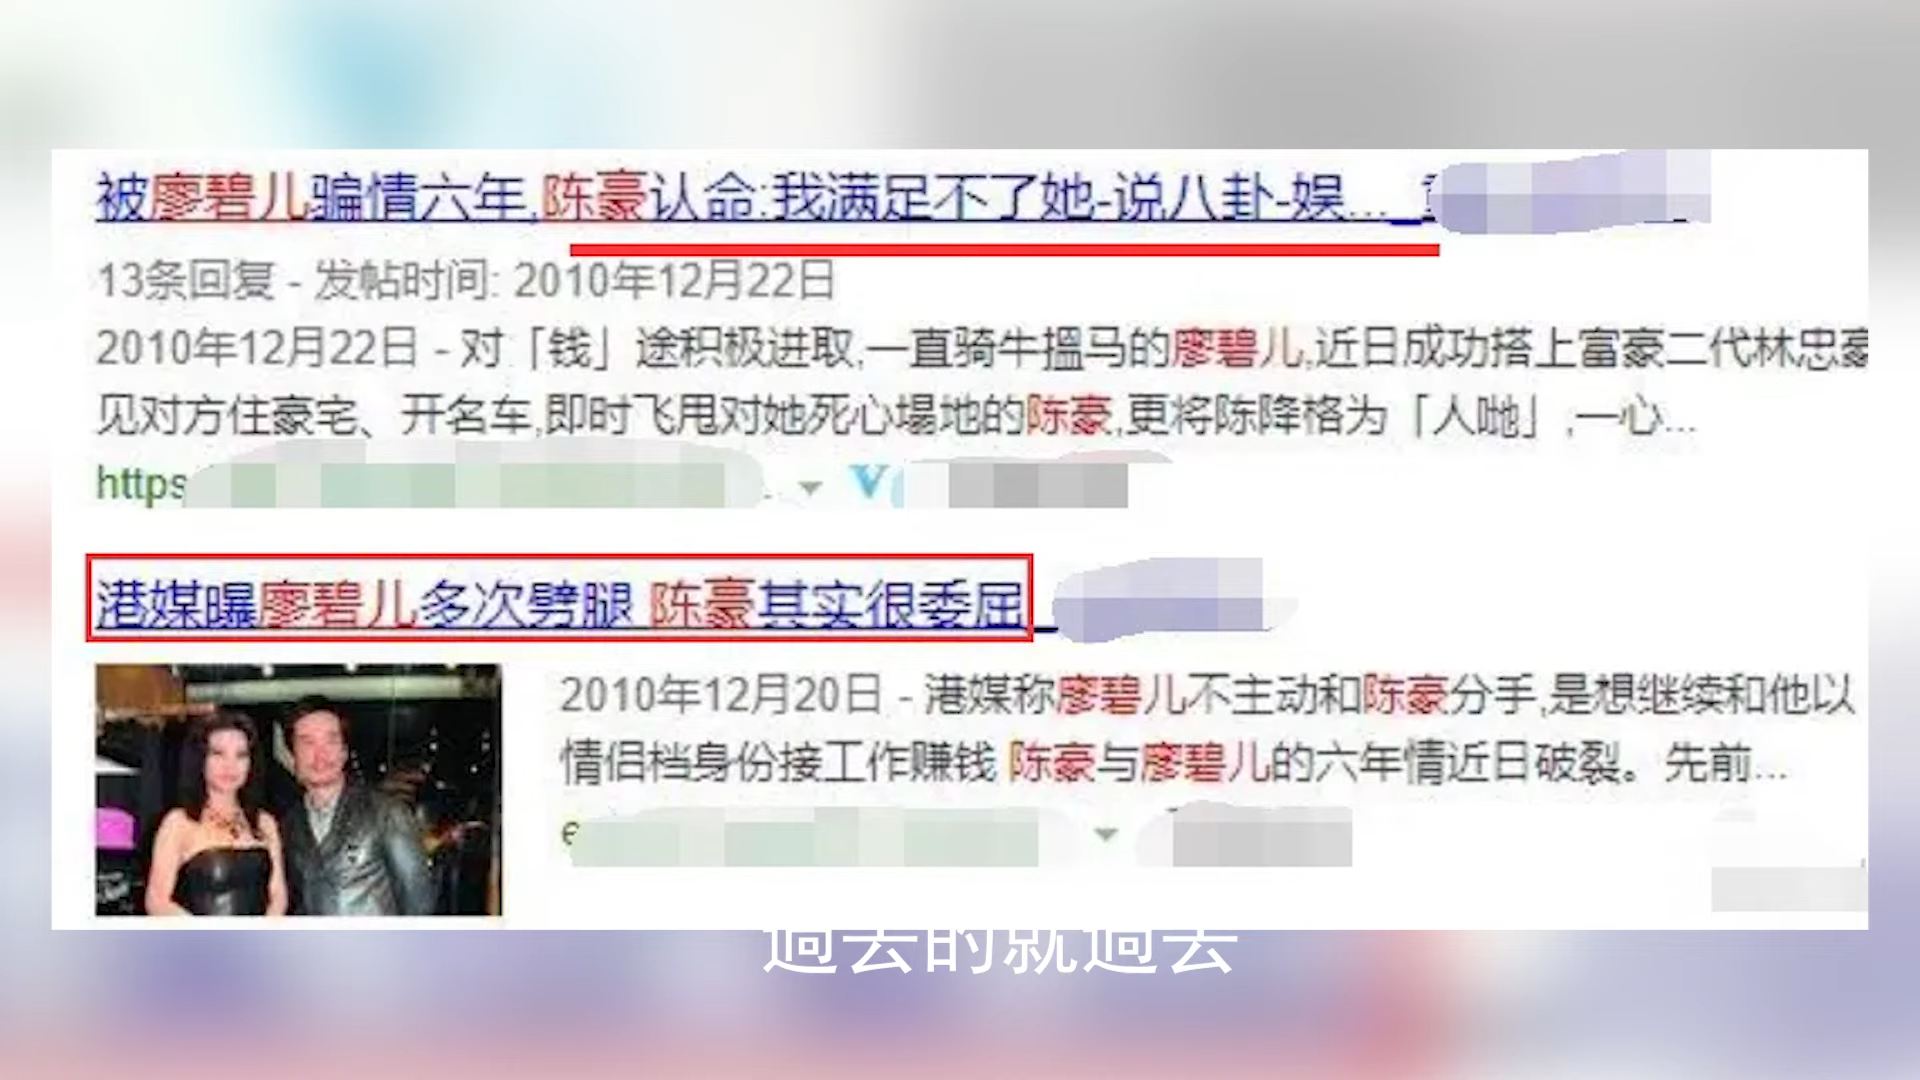 被廖碧儿骗情六年,陈豪认命:我满足不了她-说八卦-娱..._
13条回复 - 发帖时间: 2010年12月22日
2010年12月22日 - 对「钱」途积极进取,一直骑牛搵马的廖碧儿,近日成功搭上富豪二代林忠豪
见对方住豪宅、开名车,即时飞甩对她死心塌地的陈豪,更将陈降格为「人哋」,一心...
https
港媒曝廖碧儿多次劈腿 陈豪其实很委屈_
2010年12月20日 - 港媒称廖碧儿不主动和陈豪分手,是想继续和他以
情侣档身份接工作赚钱 陈豪与廖碧儿的六年情近日破裂。先前...
過去的就過去